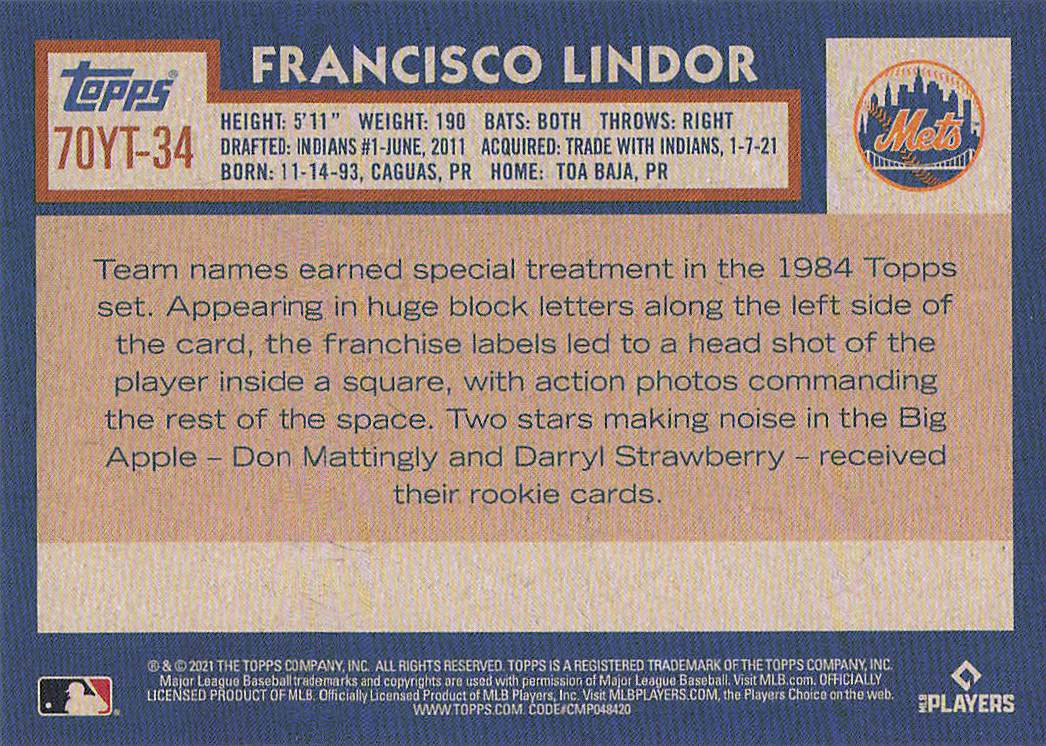 FRANCISCO LINDOR
Topps®
70YT-34
HEIGHT: 5'11" WEIGHT: 190 BATS: BOTH THROWS: RIGHT
DRAFTED: INDIANS #1-JUNE, 2011 ACQUIRED: TRADE WITH INDIANS, 1-7-21
BORN: 11-14-93, CAGUAS, PR HOME: TOA BAJA, PR
Mets
Team names earned special treatment in the 1984 Topps
set. Appearing in huge block letters along the left side of
the card, the franchise labels led to a head shot of the
player inside a square, with action photos commanding
the rest of the space. Two stars making noise in the Big
Apple – Don Mattingly and Darryl Strawberry – received
their rookie cards.
® & © 2021 THE TOPPS COMPANY, INC. ALL RIGHTS RESERVED. TOPPS IS A REGISTERED TRADEMARK OF THE TOPPS COMPANY, INC.
Major League Baseball trademarks and copyrights are used with permission of Major League Baseball. Visit MLB.com. OFFICIALLY
LICENSED PRODUCT OF MLB. Officially Licensed Product of MLB Players, Inc. Visit MLBPLAYERS.COM, the Players Choice on the web.
WWW.TOPPS.COM. CODE#CMP048420
MLB PLAYERS